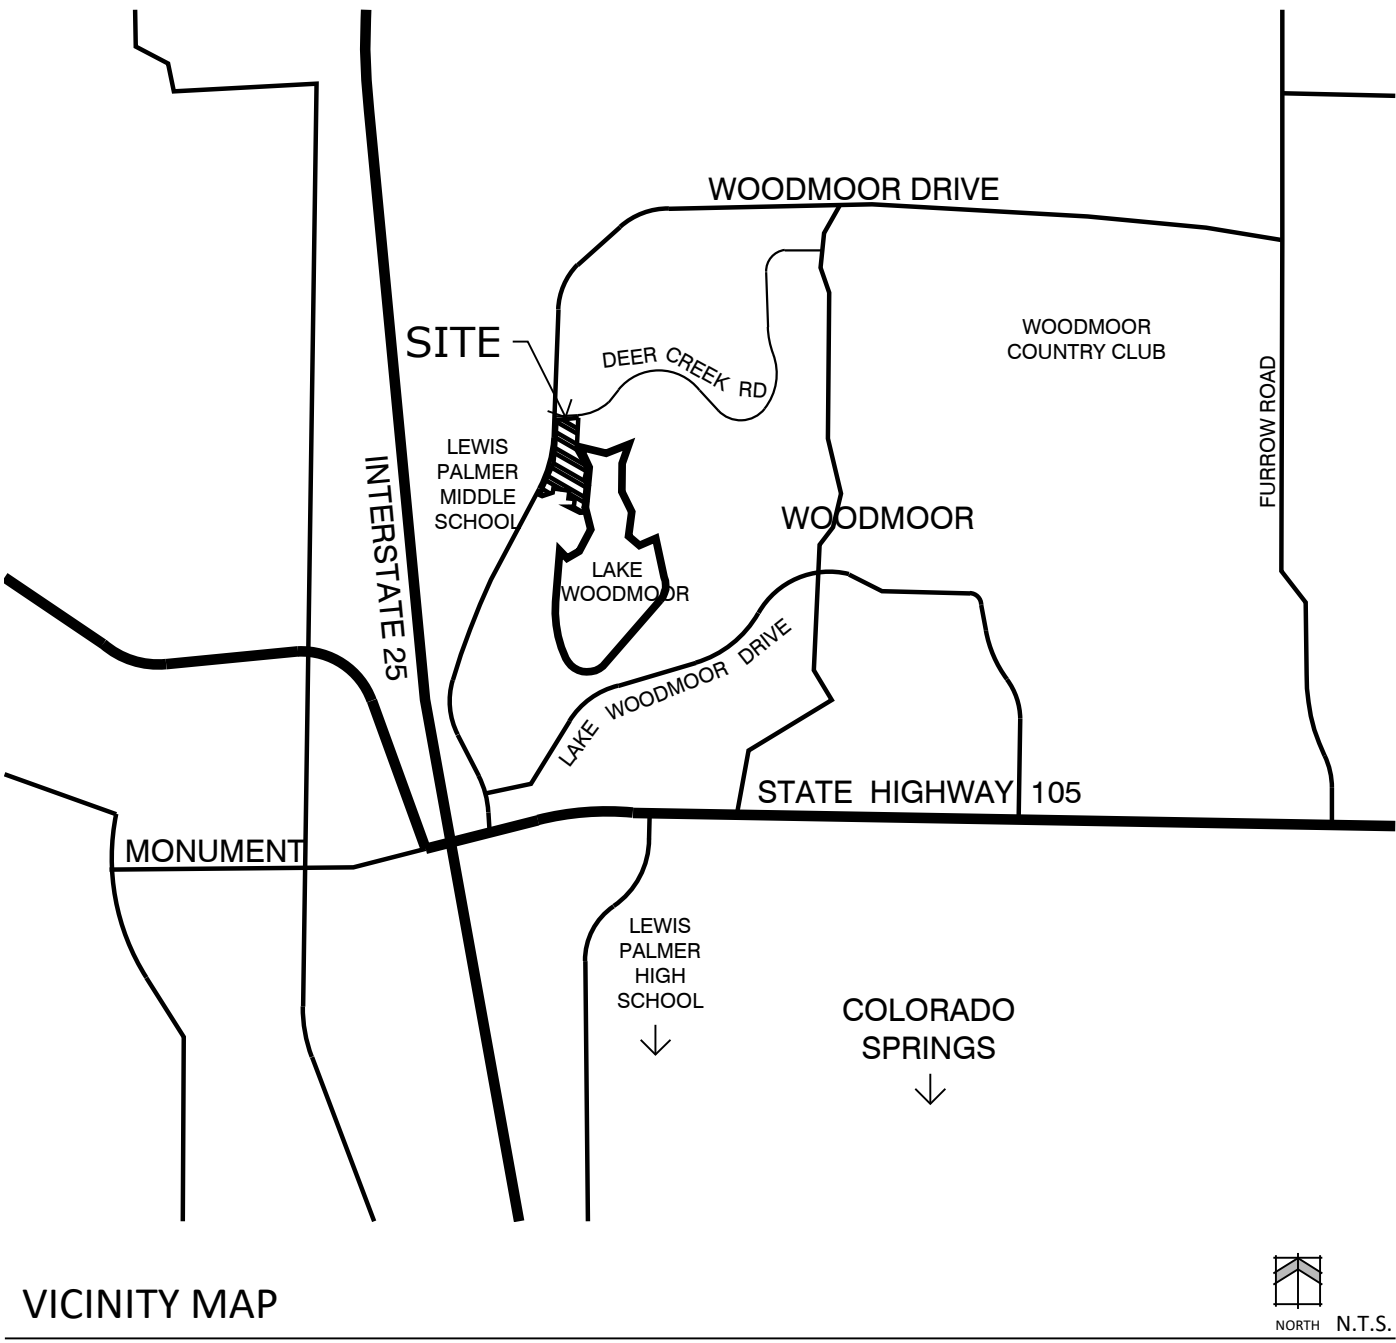 WOODMOOR DRIVE
SITE
DEER CREEK RD
WOODMOOR
COUNTRY CLUB
FURROW ROAD
LEWIS
PALMER
MIDDLE
SCHOOL
INTERSTATE 25
WOODMOOR
LAKE
WOODMOOR
LAKE WOODMOOR DRIVE
STATE HIGHWAY 105
MONUMENT
LEWIS
PALMER
HIGH
SCHOOL
COLORADO
SPRINGS
VICINITY MAP
NORTH N.T.S.